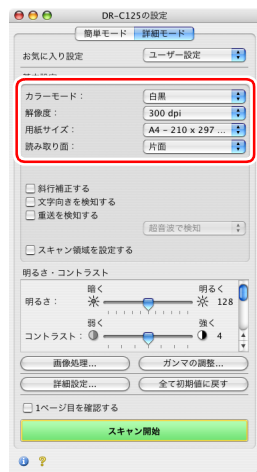 DR-C125の設定
簡単モード 詳細モード
お気に入り設定 ユーザー設定
カラーモード： 白黒
解像度： 300 dpi
用紙サイズ： A4 – 210 x 297 ...
読み取り面： 片面
斜行補正する
文字向きを検知する
重送を検知する
超音波で検知
スキャン領域を設定する
明るさ・コントラスト
暗く 明るく
明るさ： 128
弱く 強く
コントラスト： 4
画像処理... ガンマの調整...
詳細設定... 全て初期値に戻す
1ページ目を確認する
スキャン開始